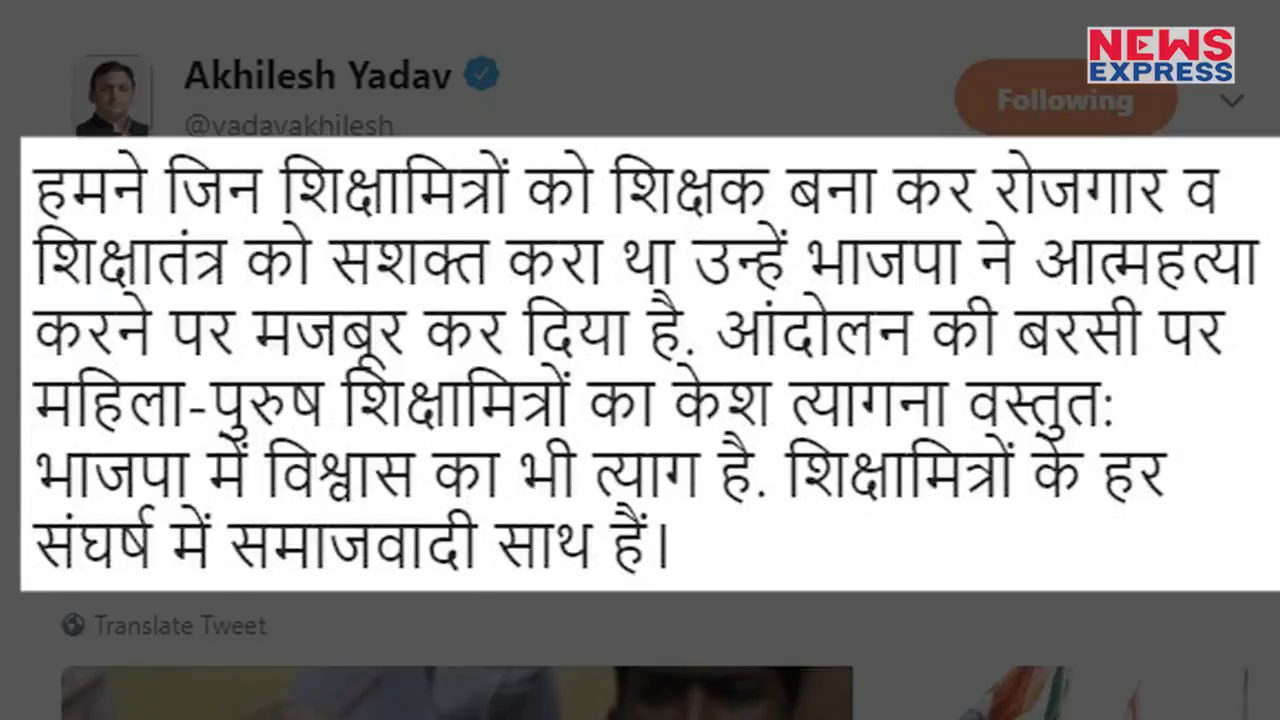 NEWS
EXPRESS
Akhilesh Yadav
@yadavakhilesh
Following
हमने जिन शिक्षामित्रों को शिक्षक बना कर रोजगार व
शिक्षातंत्र को सशक्त करा था उन्हें भाजपा ने आत्महत्या
करने पर मजबूर कर दिया है. आंदोलन की बरसी पर
महिला-पुरुष शिक्षामित्रों का केश त्यागना वस्तुतः
भाजपा में विश्वास का भी त्याग है. शिक्षामित्रों के हर
संघर्ष में समाजवादी साथ हैं।
Translate Tweet